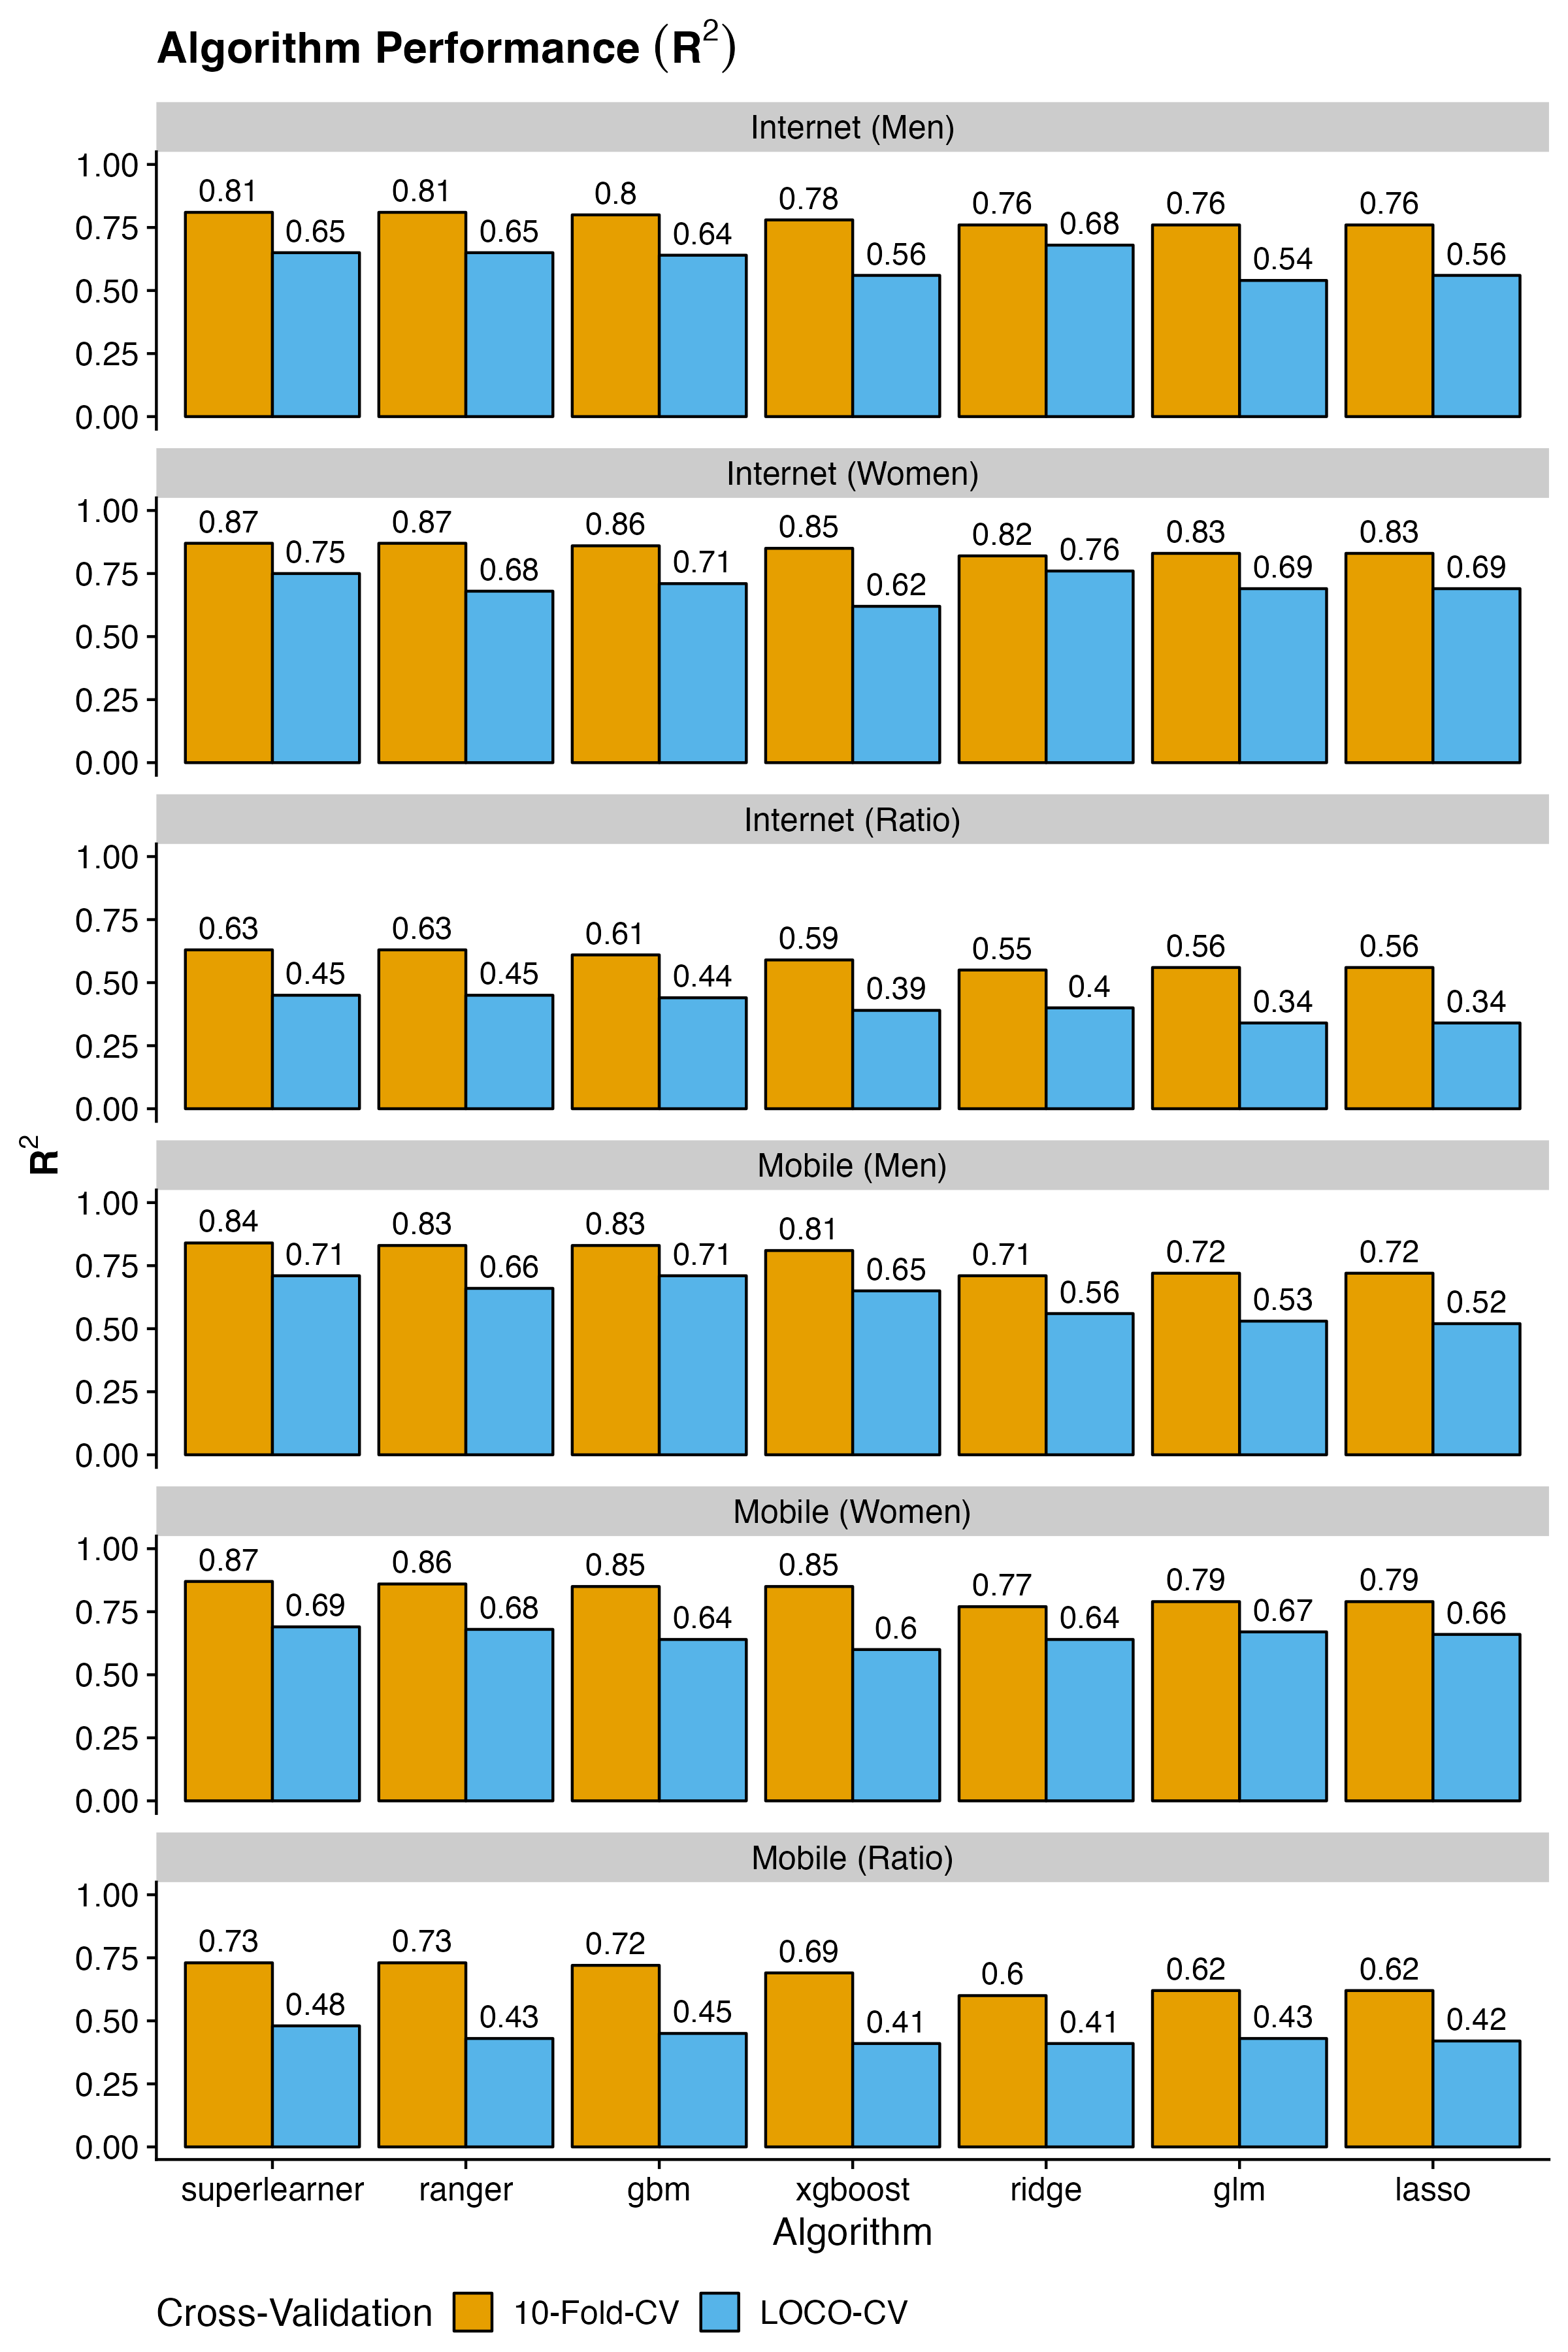 Algorithm Performance (R²)
Internet (Men)
1.00
0.75
0.50
0.25
0.00
0.81 0.65 0.81 0.65 0.8 0.64 0.78 0.56 0.76 0.68 0.76 0.54 0.76 0.56
Internet (Women)
1.00
0.75
0.50
0.25
0.00
0.87 0.75 0.87 0.68 0.86 0.71 0.85 0.62 0.82 0.76 0.83 0.69 0.83 0.69
Internet (Ratio)
1.00
0.75
0.50
0.25
0.00
0.63 0.45 0.63 0.45 0.61 0.44 0.59 0.39 0.55 0.4 0.56 0.34 0.56 0.34
R²
Mobile (Men)
1.00
0.75
0.50
0.25
0.00
0.84 0.71 0.83 0.66 0.83 0.71 0.81 0.65 0.71 0.56 0.72 0.53 0.72 0.52
Mobile (Women)
1.00
0.75
0.50
0.25
0.00
0.87 0.69 0.86 0.68 0.85 0.64 0.85 0.6 0.77 0.64 0.79 0.67 0.79 0.66
Mobile (Ratio)
1.00
0.75
0.50
0.25
0.00
0.73 0.48 0.73 0.43 0.72 0.45 0.69 0.41 0.6 0.41 0.62 0.43 0.62 0.42
superlearner ranger gbm xgboost ridge glm lasso
Algorithm
Cross-Validation 10-Fold-CV LOCO-CV